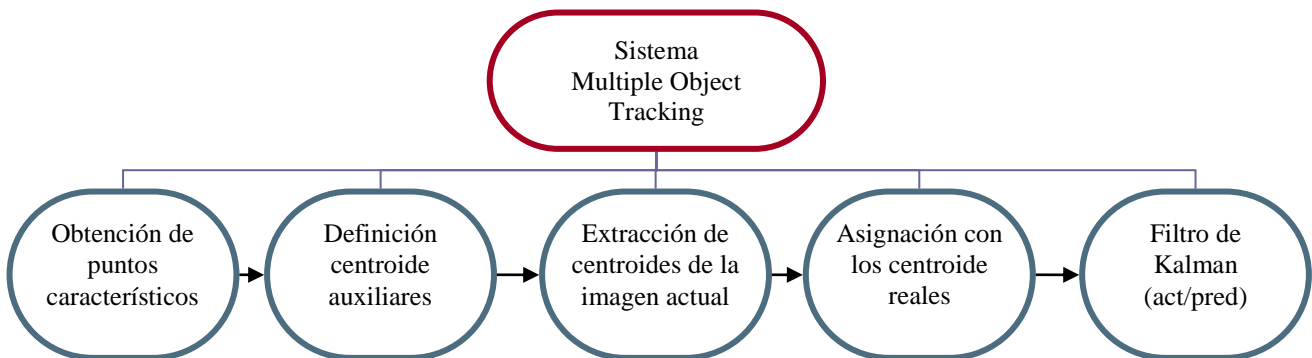 Sistema
Multiple Object
Tracking
Obtención de
puntos
característicos
Definición
centroide
auxiliares
Extracción de
centroides de la
imagen actual
Asignación con
los centroide
reales
Filtro de
Kalman
(act/pred)